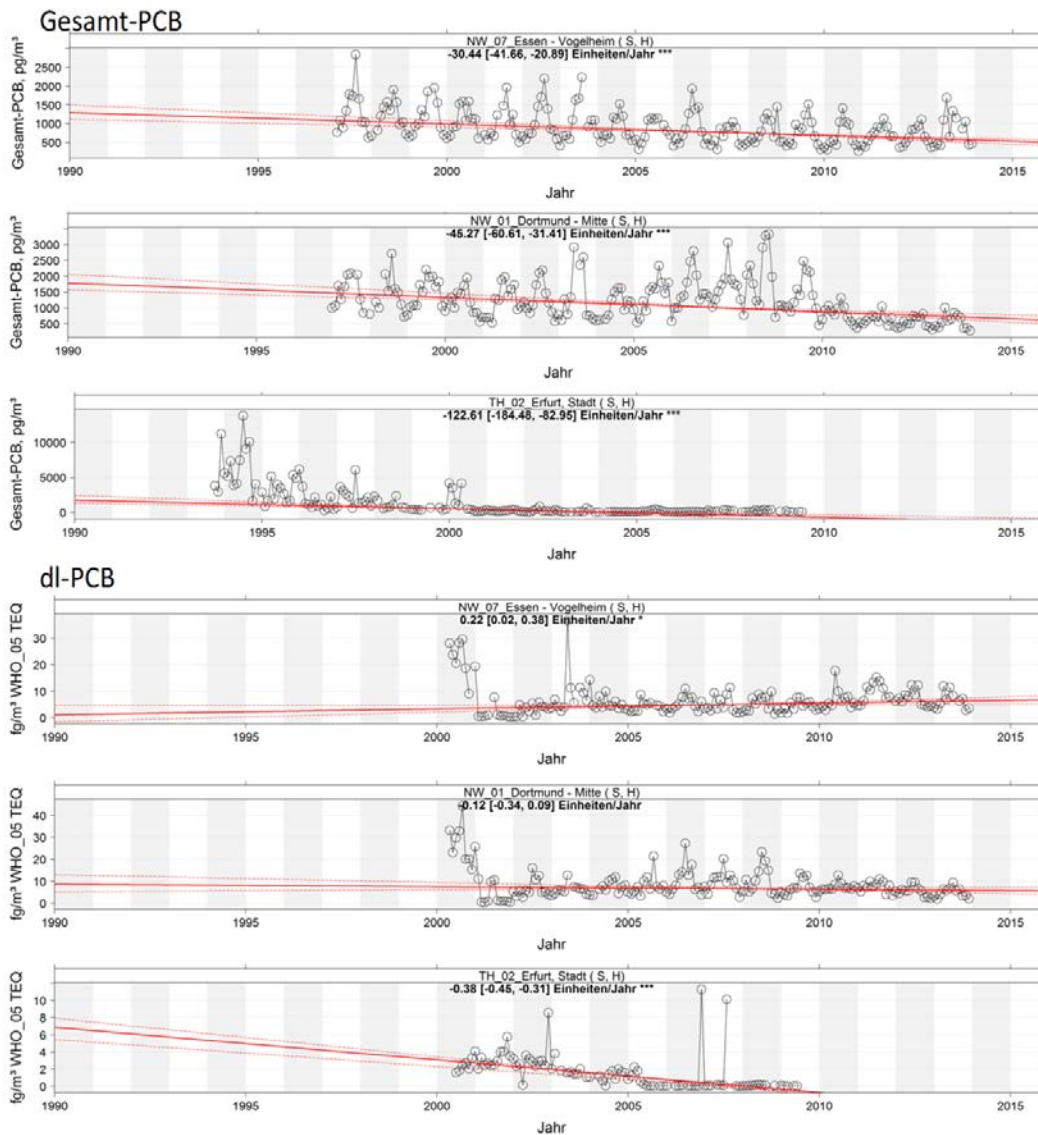 Gesamt-PCB
NW_07_Essen - Vogelheim ( S, H)
-30.44 [-41.66, -20.89] Einheiten/Jahr ***
Gesamt-PCB, pg/m³
2500
2000
1500
1000
500
1990 1995 2000 2005 2010 2015
Jahr
NW_01_Dortmund - Mitte ( S, H)
-45.27 [-60.61, -31.41] Einheiten/Jahr ***
Gesamt-PCB, pg/m³
3000
2500
2000
1500
1000
500
1990 1995 2000 2005 2010 2015
Jahr
TH_02_Erfurt, Stadt ( S, H)
-122.61 [-184.48, -82.95] Einheiten/Jahr ***
Gesamt-PCB, pg/m³
10000
5000
0
1990 1995 2000 2005 2010 2015
Jahr
dl-PCB
NW_07_Essen - Vogelheim ( S, H)
0.22 [0.02, 0.38] Einheiten/Jahr *
fg/m³ WHO_05 TEQ
30
20
10
0
1990 1995 2000 2005 2010 2015
Jahr
NW_01_Dortmund - Mitte ( S, H)
-0.12 [-0.34, 0.09] Einheiten/Jahr
fg/m³ WHO_05 TEQ
40
30
20
10
0
1990 1995 2000 2005 2010 2015
Jahr
TH_02_Erfurt, Stadt ( S, H)
-0.38 [-0.45, -0.31] Einheiten/Jahr ***
fg/m³ WHO_05 TEQ
10
8
6
4
2
0
1990 1995 2000 2005 2010 2015
Jahr